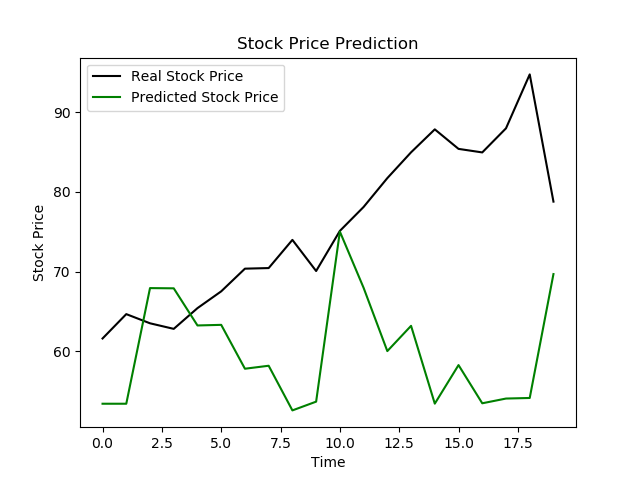 Stock Price Prediction
Real Stock Price
Predicted Stock Price
90
80
70
60
Stock Price
0.0 2.5 5.0 7.5 10.0 12.5 15.0 17.5
Time